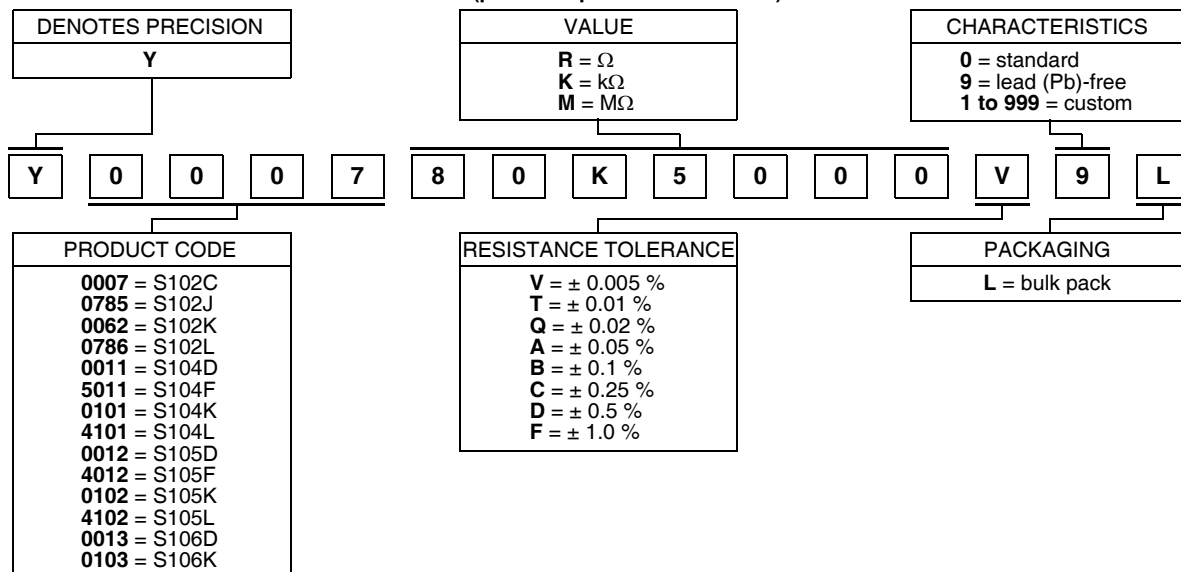 DENOTES PRECISION
Y
VALUE
R = Ω
K = kΩ
M = MΩ
CHARACTERISTICS
0 = standard
9 = lead (Pb)-free
1 to 999 = custom
Y 0 0 0 7 8 0 K 5 0 0 0 V 9 L
PRODUCT CODE
0007 = S102C
0785 = S102J
0062 = S102K
0786 = S102L
0011 = S104D
5011 = S104F
0101 = S104K
4101 = S104L
0012 = S105D
4012 = S105F
0102 = S105K
4102 = S105L
0013 = S106D
0103 = S106K
RESISTANCE TOLERANCE
V = ± 0.005 %
T = ± 0.01 %
Q = ± 0.02 %
A = ± 0.05 %
B = ± 0.1 %
C = ± 0.25 %
D = ± 0.5 %
F = ± 1.0 %
PACKAGING
L = bulk pack